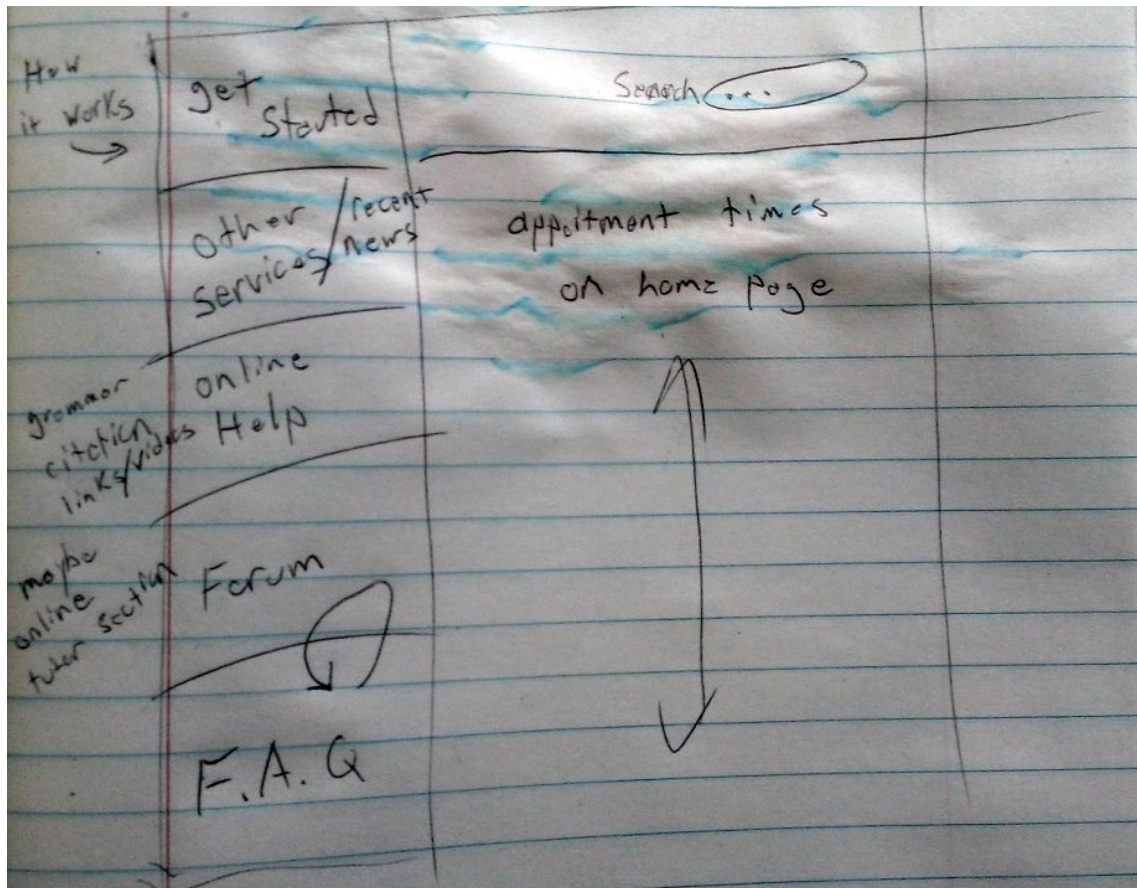 How
it works
get
Started
Search ...
other / recent
services / news
appoitment times
on home page
grammar
citation
links/videos
online
Help
maybe
online
tutor section
Forum
F.A.Q